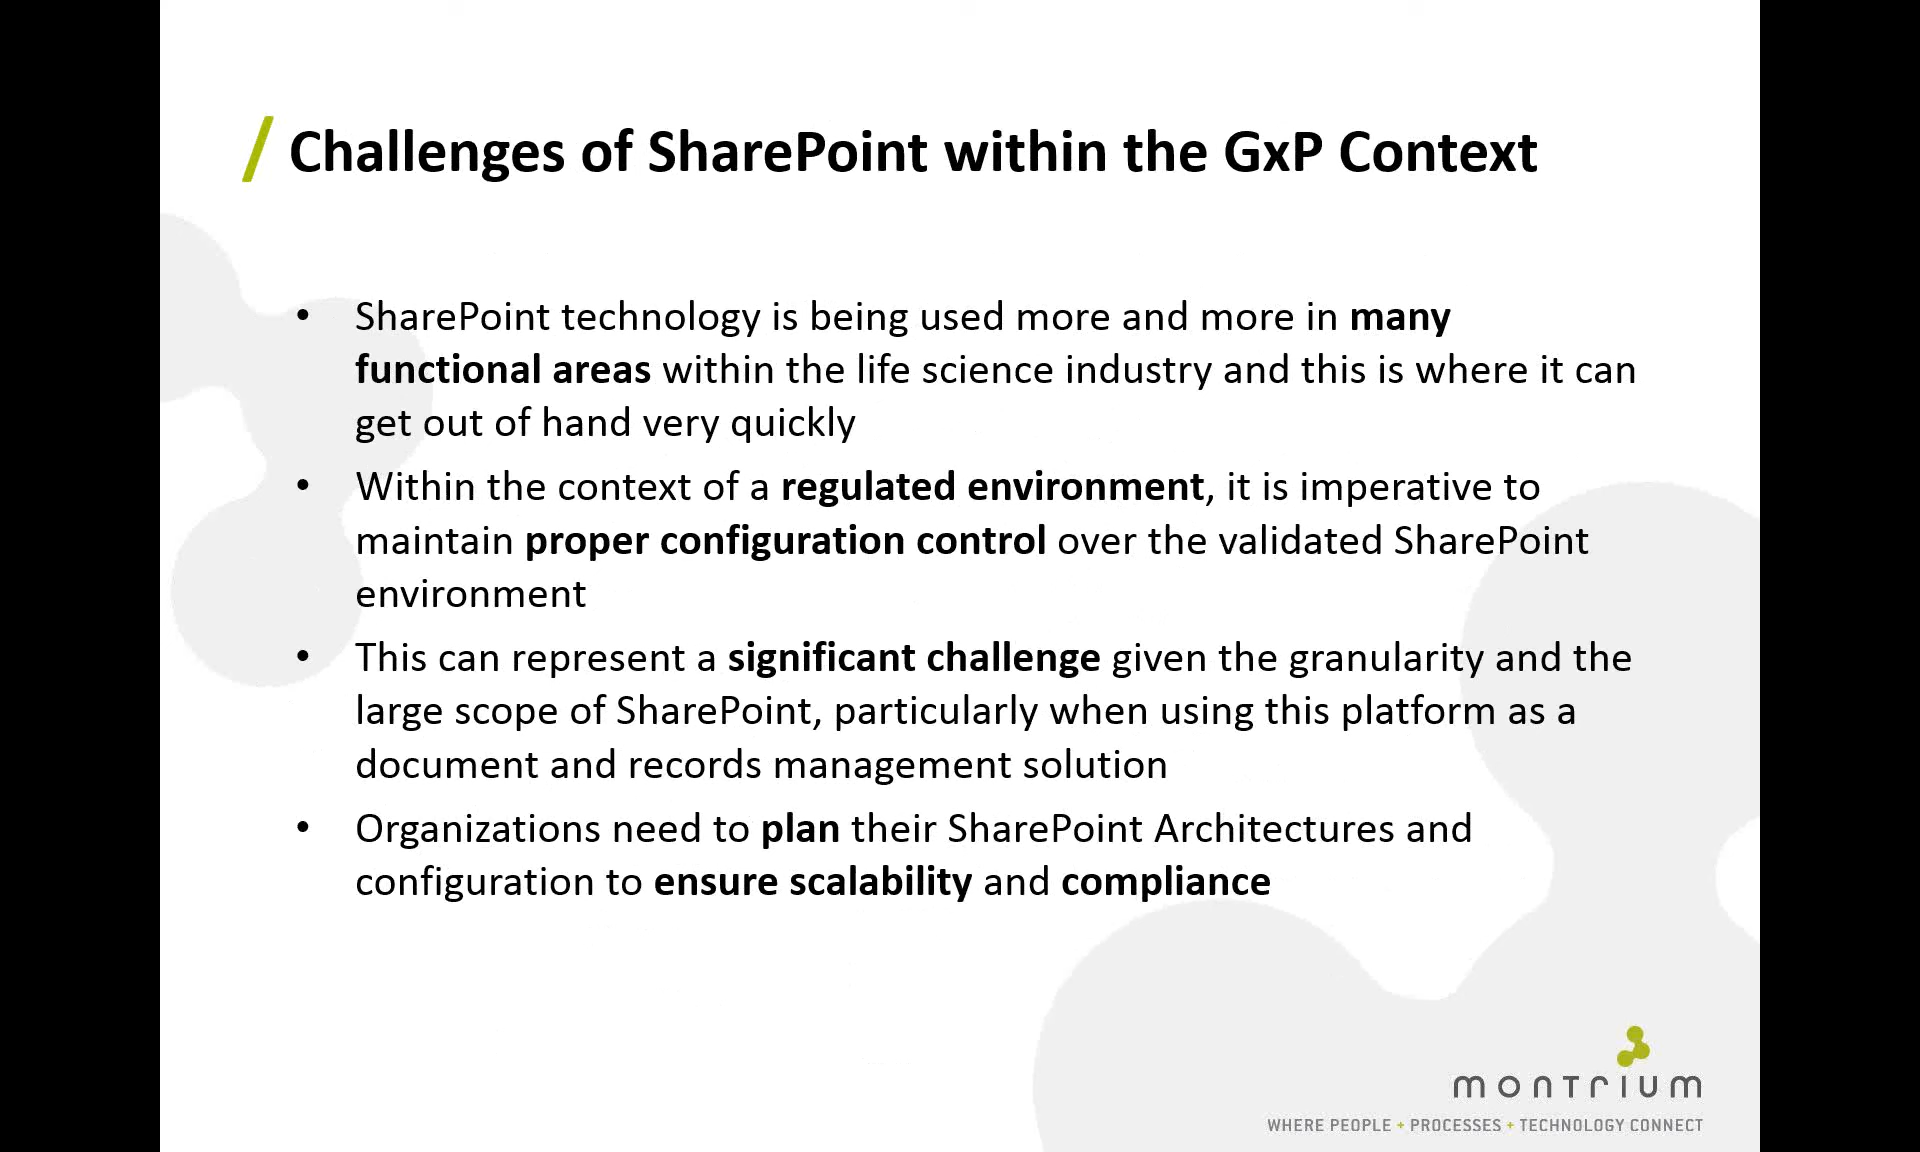 Challenges of SharePoint within the GxP Context
• SharePoint technology is being used more and more in many
functional areas within the life science industry and this is where it can
get out of hand very quickly
• Within the context of a regulated environment, it is imperative to
maintain proper configuration control over the validated SharePoint
environment
• This can represent a significant challenge given the granularity and the
large scope of SharePoint, particularly when using this platform as a
document and records management solution
• Organizations need to plan their SharePoint Architectures and
configuration to ensure scalability and compliance
montrium
WHERE PEOPLE + PROCESSES + TECHNOLOGY CONNECT